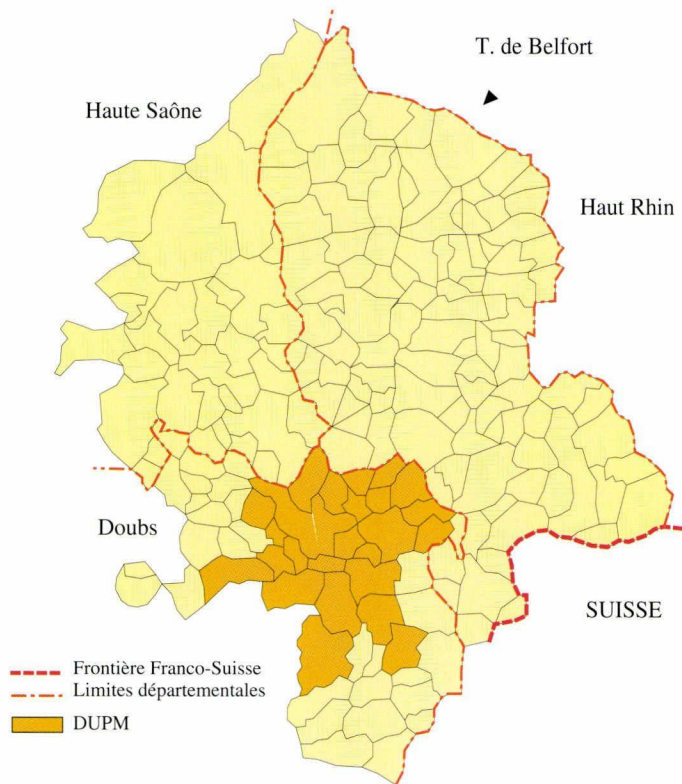 T. de Belfort
Haute Saône
Haut Rhin
Doubs
SUISSE
Frontière Franco-Suisse
Limites départementales
DUPM